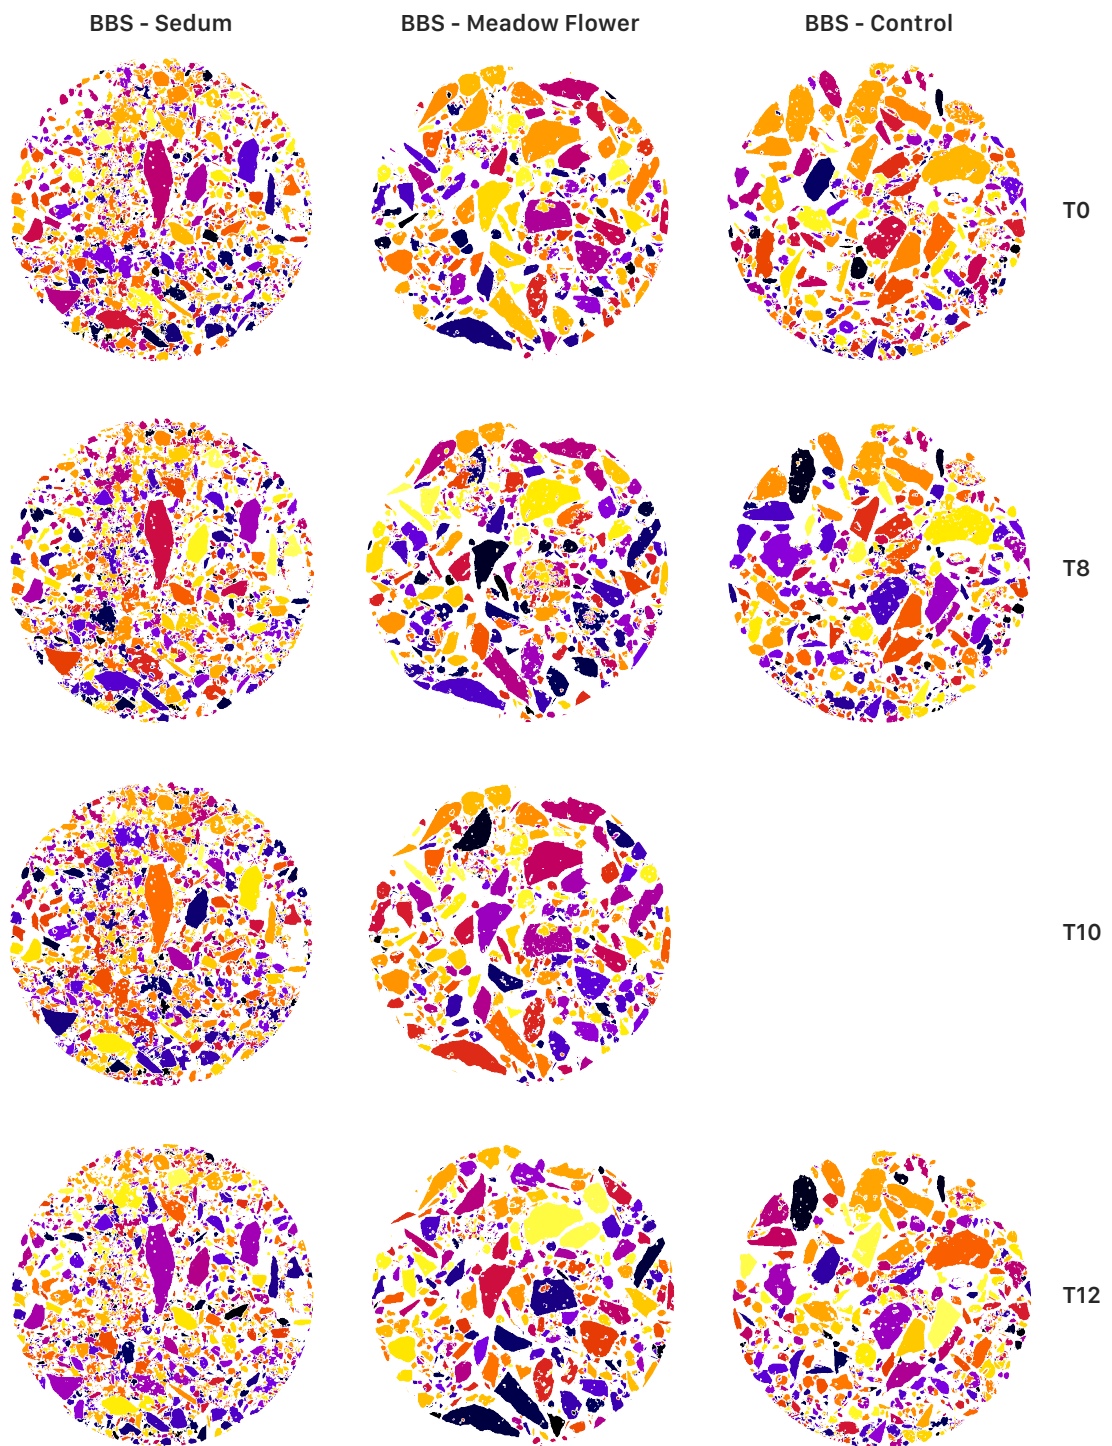 BBS - Sedum
BBS - Meadow Flower
BBS - Control
T0
T8
T10
T12